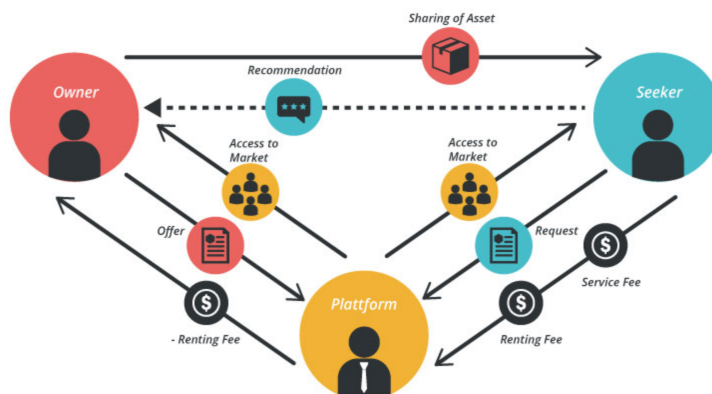 Sharing of Asset
Recommendation
Owner
Seeker
Access to
Market
Access to
Market
Offer
Request
Service Fee
Plattform
- Renting Fee
Renting Fee